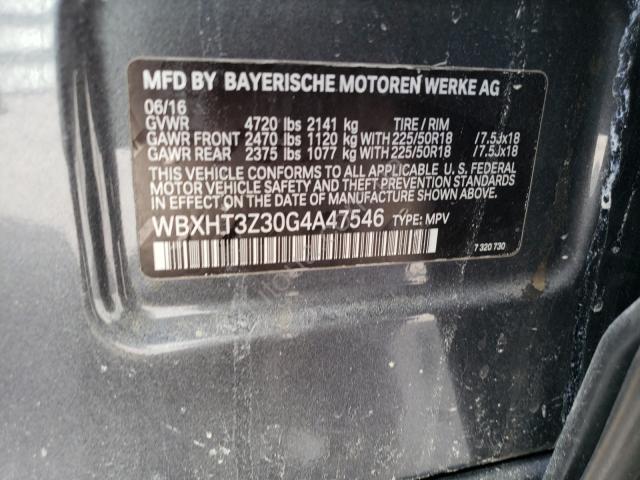 MFD BY BAYERISCHE MOTOREN WERKE AG
06/16
GVWR 4720 lbs 2141 kg TIRE / RIM
GAWR FRONT 2470 lbs 1120 kg WITH 225/50R18 /7.5Jx18
GAWR REAR 2375 lbs 1077 kg WITH 225/50R18 /7.5Jx18
THIS VEHICLE CONFORMS TO ALL APPLICABLE U. S. FEDERAL
MOTOR VEHICLE SAFETY, BUMPER, AND THEFT PREVENTION
STANDARDS IN EFFECT ON THE DATE OF MANUFACTURE SHOWN ABOVE.
WBXHT3Z30G4A47546 TYPE: MPV
7 320 730